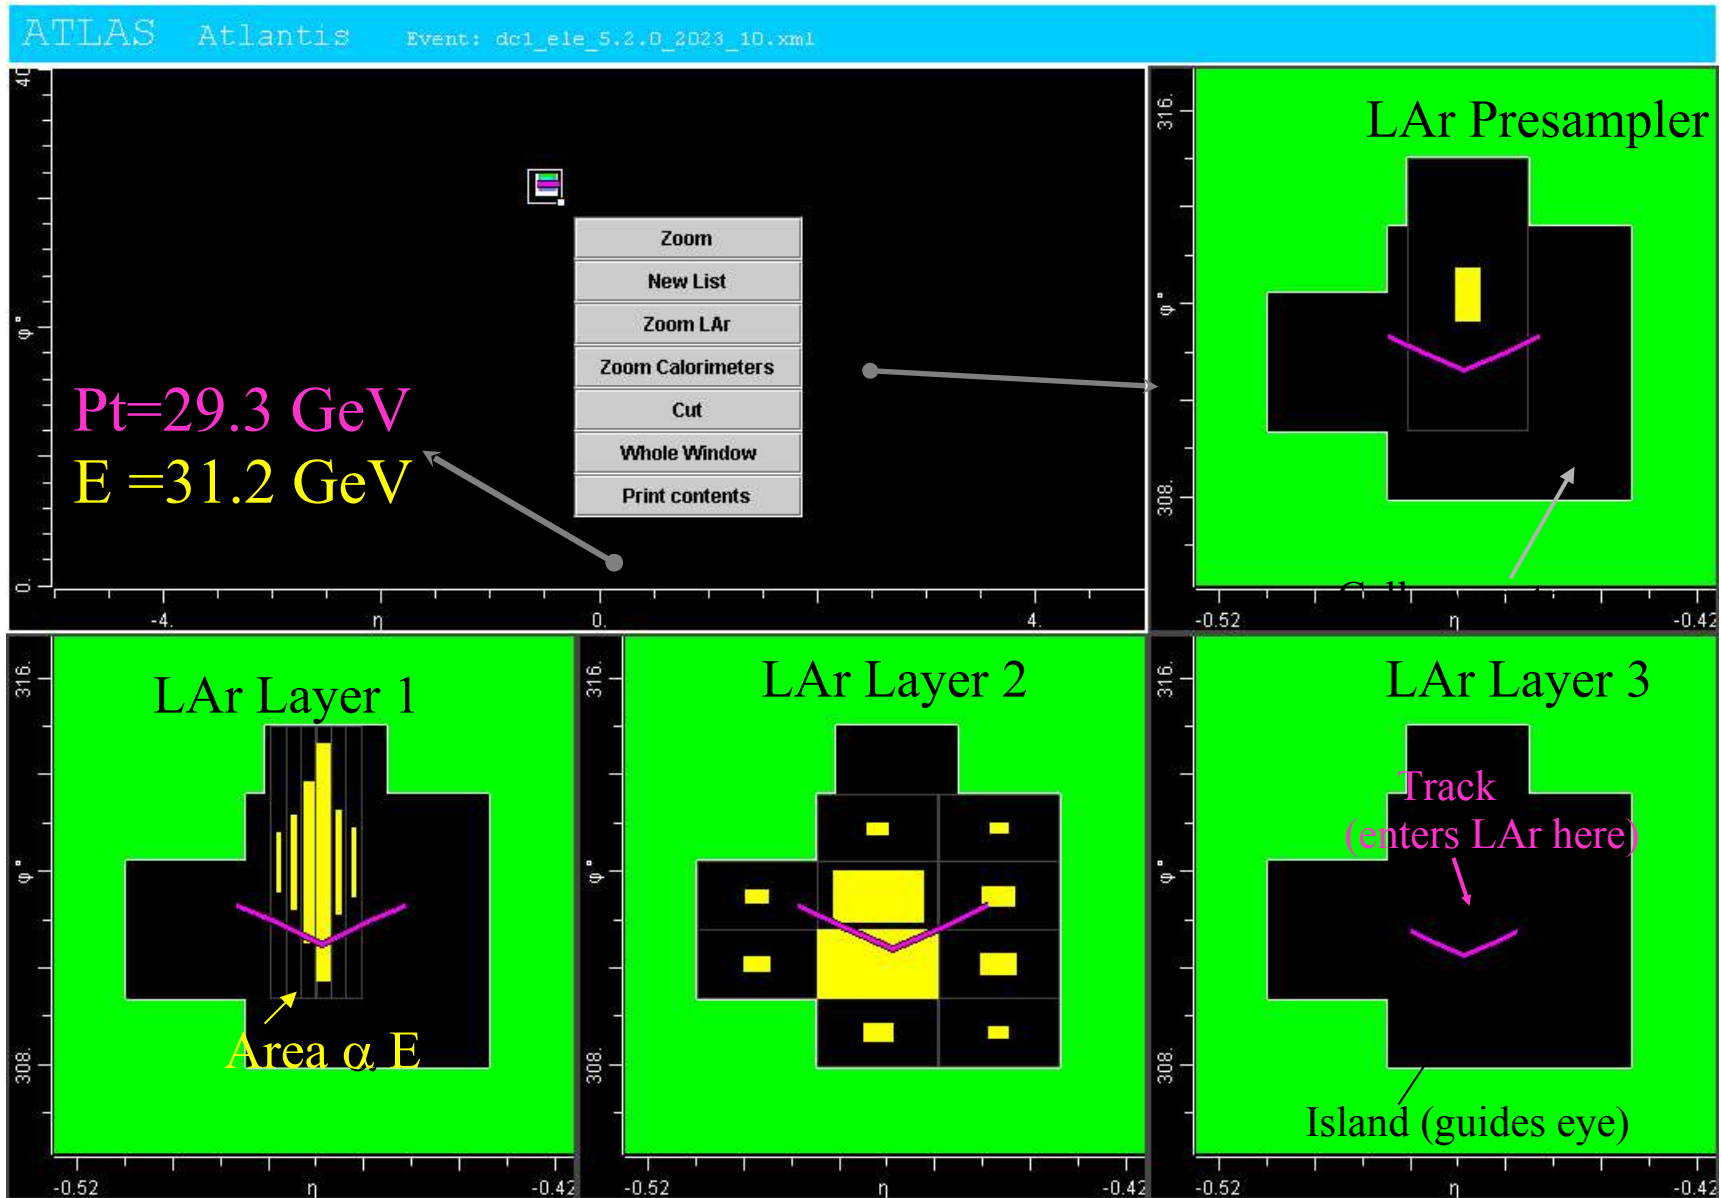 ATLAS Atlantis Event: dc1_ele_5.2.0_2023_10.xml
40
φ°
0.
Pt=29.3 GeV
E =31.2 GeV
Zoom
New List
Zoom LAr
Zoom Calorimeters
Cut
Whole Window
Print contents
-4. η 0. 4.
LAr Presampler
316.
φ°
308.
-0.52 η -0.42
LAr Layer 1
316.
φ°
308.
Area α E
-0.52 η -0.42
LAr Layer 2
316.
φ°
308.
-0.52 η -0.42
LAr Layer 3
316.
Track
(enters LAr here)
φ°
308.
Island (guides eye)
-0.52 η -0.42